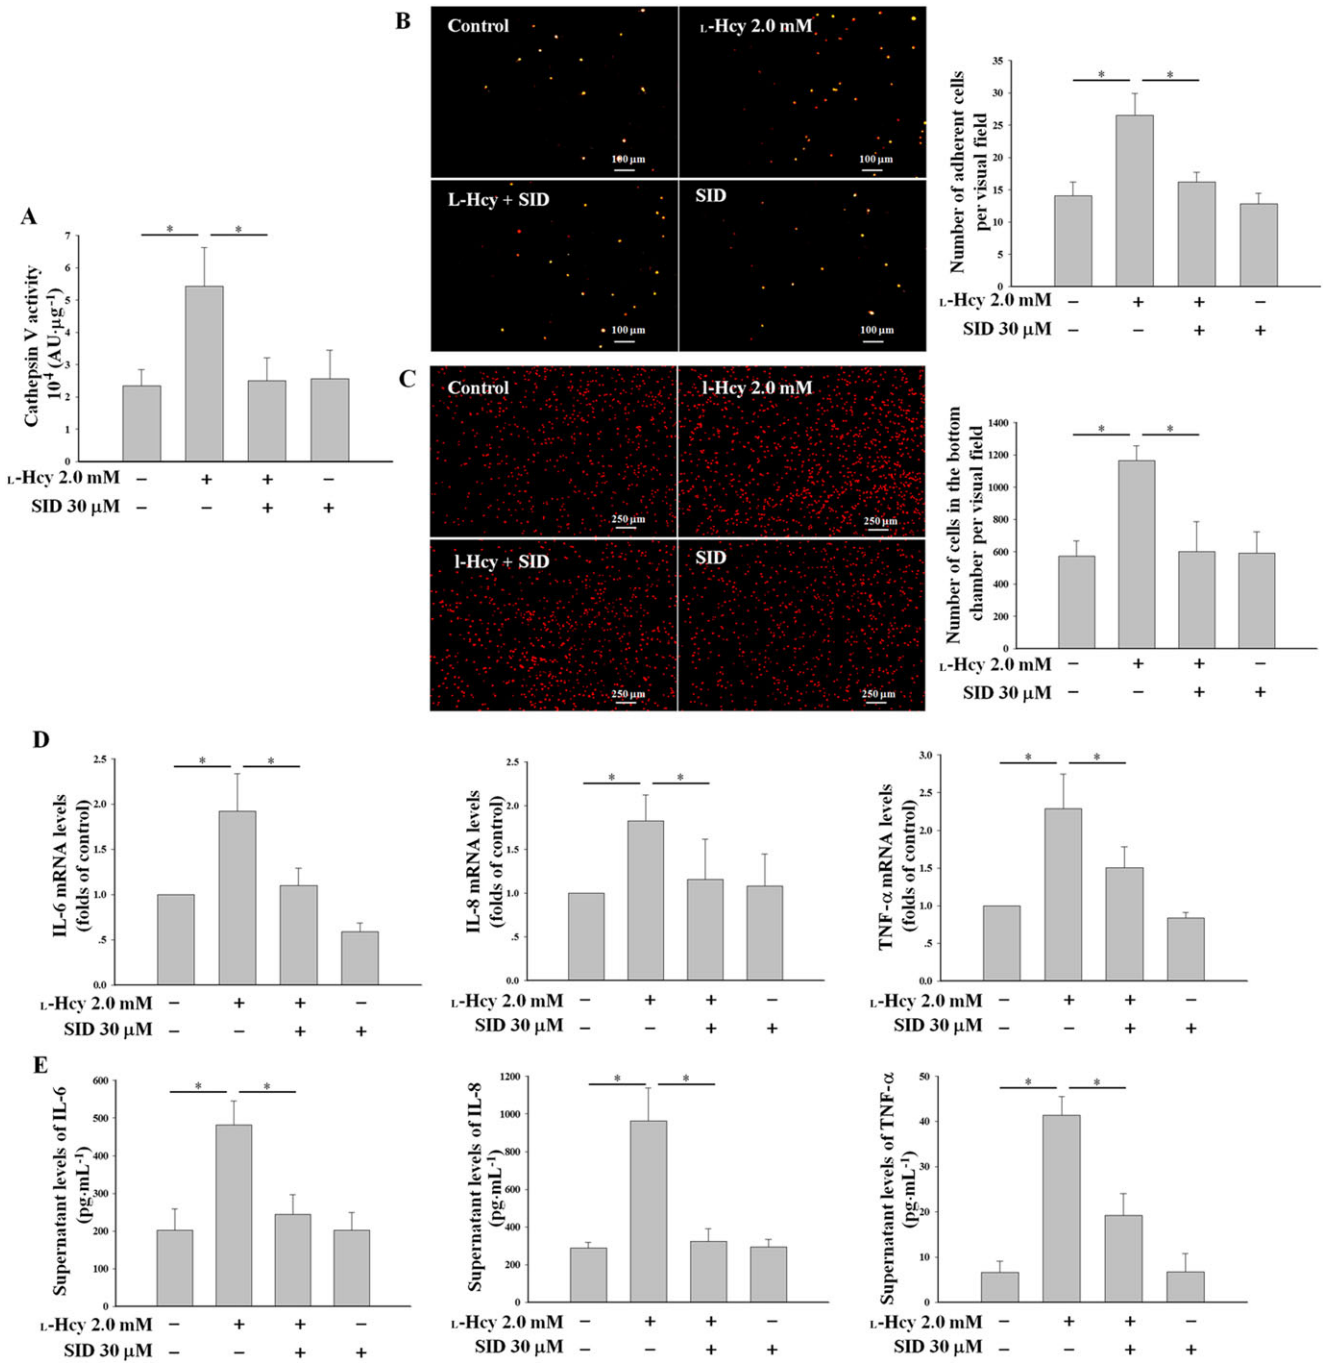 A
Cathepsin V activity
10⁴ (AU·μg⁻¹)
7
6
5
4
3
2
1
0
* *
L-Hcy 2.0 mM − + + −
SID 30 μM − − + +
B
Control
L-Hcy 2.0 mM
100 μm
100 μm
L-Hcy + SID
SID
100 μm
100 μm
Number of adherent cells
per visual field
35
30
25
20
15
10
5
0
* *
L-Hcy 2.0 mM − + + −
SID 30 μM − − + +
C
Control
l-Hcy 2.0 mM
250 μm
250 μm
l-Hcy + SID
SID
250 μm
250 μm
Number of cells in the bottom
chamber per visual field
1400
1200
1000
800
600
400
200
0
* *
L-Hcy 2.0 mM − + + −
SID 30 μM − − + +
D
IL-6 mRNA levels
(folds of control)
2.5
2.0
1.5
1.0
.5
0.0
* *
L-Hcy 2.0 mM − + + −
SID 30 μM − − + +
IL-8 mRNA levels
(folds of control)
2.5
2.0
1.5
1.0
.5
0.0
* *
L-Hcy 2.0 mM − + + −
SID 30 μM − − + +
TNF-α mRNA levels
(folds of control)
3.0
2.5
2.0
1.5
1.0
.5
0.0
* *
L-Hcy 2.0 mM − + + −
SID 30 μM − − + +
E
Supernatant levels of IL-6
(pg·mL⁻¹)
600
500
400
300
200
100
0
* *
L-Hcy 2.0 mM − + + −
SID 30 μM − − + +
Supernatant levels of IL-8
(pg·mL⁻¹)
1200
1000
800
600
400
200
0
* *
L-Hcy 2.0 mM − + + −
SID 30 μM − − + +
Supernatant levels of TNF-α
(pg·mL⁻¹)
50
40
30
20
10
0
* *
L-Hcy 2.0 mM − + + −
SID 30 μM − − + +